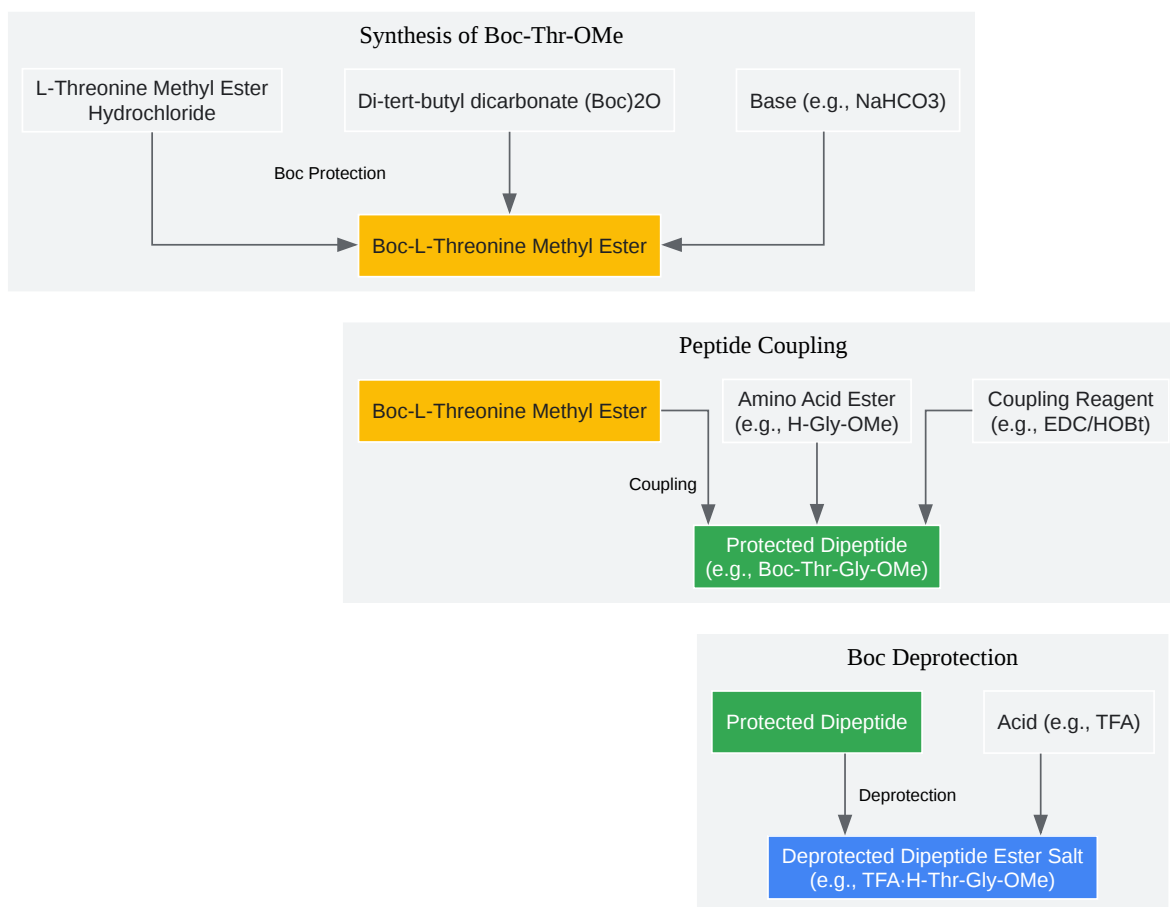 Synthesis of Boc-Thr-OMe
L-Threonine Methyl Ester
Hydrochloride
Di-tert-butyl dicarbonate (Boc)2O
Base (e.g., NaHCO3)
Boc Protection
Boc-L-Threonine Methyl Ester
Peptide Coupling
Boc-L-Threonine Methyl Ester
Amino Acid Ester
(e.g., H-Gly-OMe)
Coupling Reagent
(e.g., EDC/HOBt)
Coupling
Protected Dipeptide
(e.g., Boc-Thr-Gly-OMe)
Boc Deprotection
Protected Dipeptide
Acid (e.g., TFA)
Deprotection
Deprotected Dipeptide Ester Salt
(e.g., TFA·H-Thr-Gly-OMe)